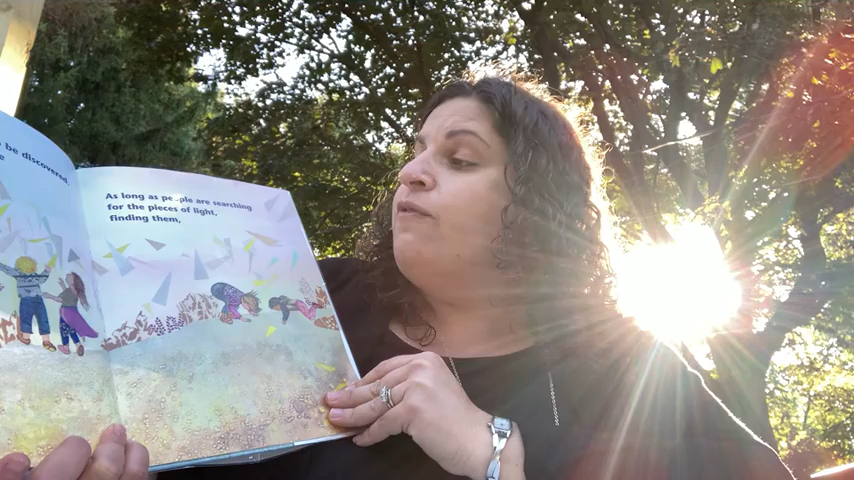 be discovered.
As long as people are searching
for the pieces of light,
finding them,